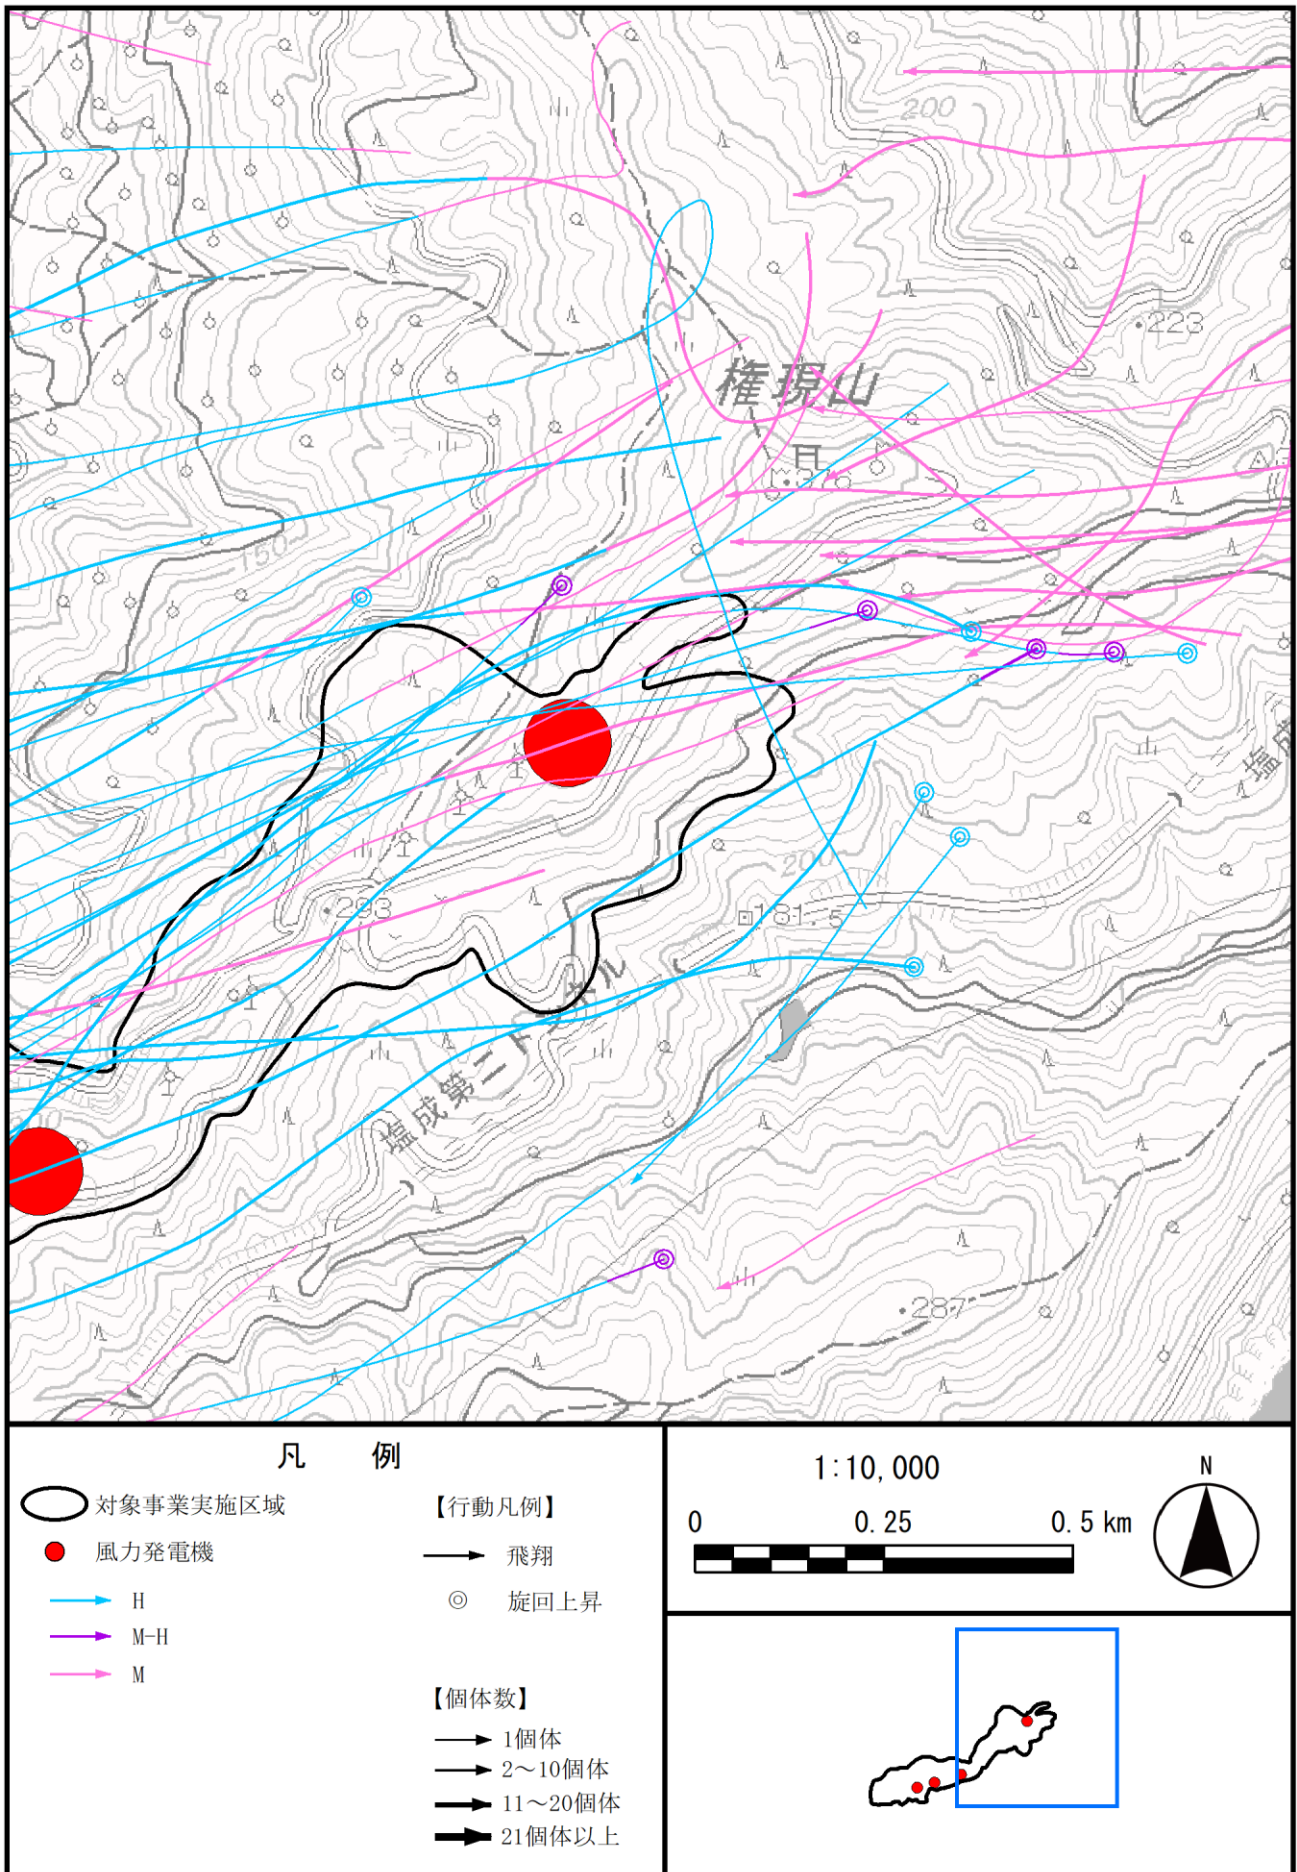 200
223
権現山
150
塩成
200
293
181.5
塩成第二トンネル
287
凡 例
対象事業実施区域
風力発電機
H
M-H
M
【行動凡例】
飛翔
旋回上昇
【個体数】
1個体
2～10個体
11～20個体
21個体以上
1:10,000
0 0.25 0.5 km
N